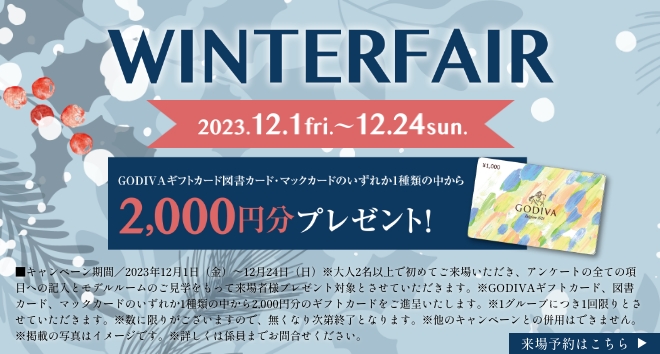 WINTERFAIR
2023.12.1fri.～12.24sun.
GODIVAギフトカード図書カード・マックカードのいずれか1種類の中から
2,000円分プレゼント!
¥1,000
GODIVA
■キャンペーン期間／2023年12月1日（金）～12月24日（日）※大人2名以上で初めてご来場いただき、アンケートの全ての項
目への記入とモデルルームのご見学をもって来場者様プレゼント対象とさせていただきます。※GODIVAギフトカード、図書
カード、マックカードのいずれか1種類の中から2,000円分のギフトカードをご進呈いたします。※1グループにつき1回限りとさ
せていただきます。※数に限りがございますので、無くなり次第終了となります。※他のキャンペーンとの併用はできません。
※掲載の写真はイメージです。※詳しくは係員までお問合せください。
来場予約はこちら ▶